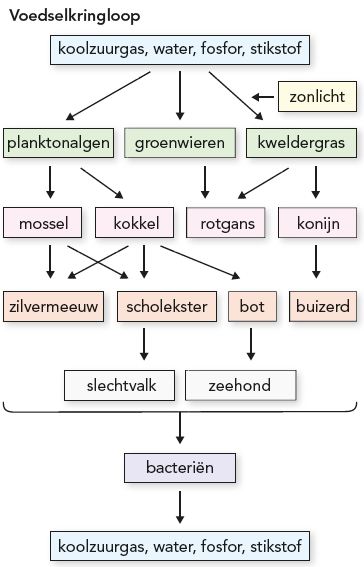 Voedselkringloop
koolzuurgas, water, fosfor, stikstof
zonlicht
planktonalgen groenwieren kweldergras
mossel kokkel rotgans konijn
zilvermeeuw scholekster bot buizerd
slechtvalk zeehond
bacteriën
koolzuurgas, water, fosfor, stikstof